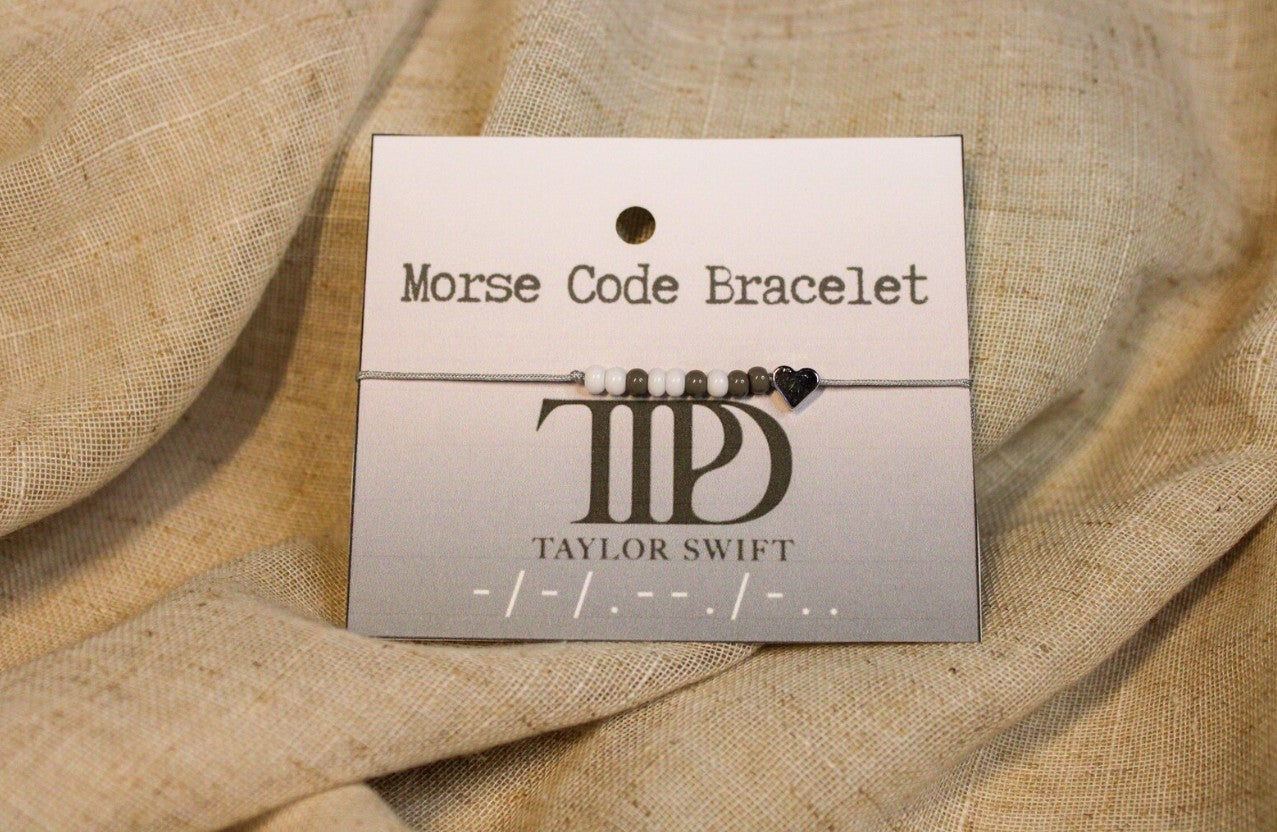 Morse Code Bracelet
TTPD
TAYLOR SWIFT
-/-/.--./-..